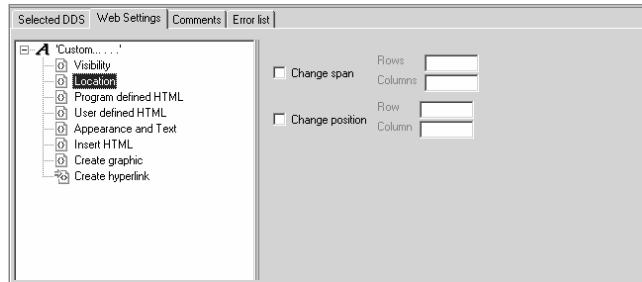 Selected DDS Web Settings Comments Error list
'Custom... . . .'
Visibility
Location
Program defined HTML
User defined HTML
Appearance and Text
Insert HTML
Create graphic
Create hyperlink
Change span
Rows
Columns
Change position
Row
Column